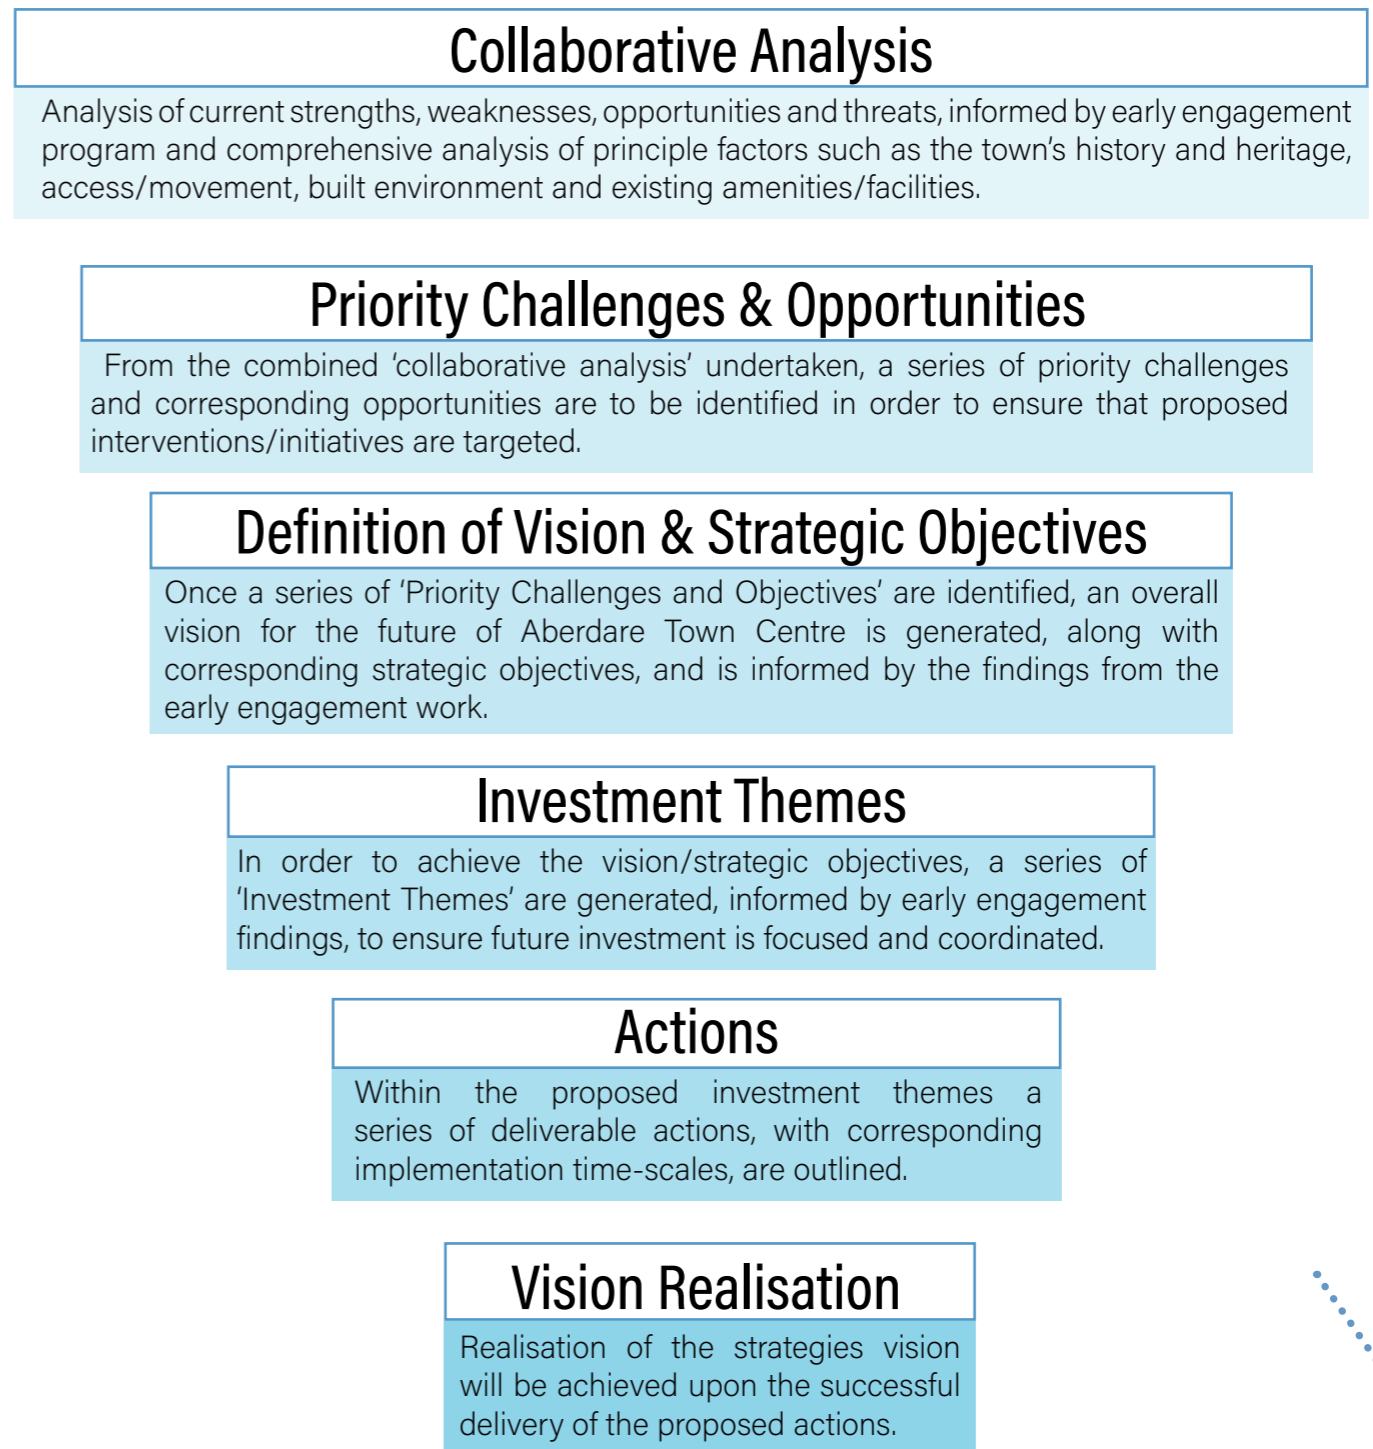 Collaborative Analysis
Analysis of current strengths, weaknesses, opportunities and threats, informed by early engagement
program and comprehensive analysis of principle factors such as the town’s history and heritage,
access/movement, built environment and existing amenities/facilities.
Priority Challenges & Opportunities
From the combined ‘collaborative analysis’ undertaken, a series of priority challenges
and corresponding opportunities are to be identified in order to ensure that proposed
interventions/initiatives are targeted.
Definition of Vision & Strategic Objectives
Once a series of ‘Priority Challenges and Objectives’ are identified, an overall
vision for the future of Aberdare Town Centre is generated, along with
corresponding strategic objectives, and is informed by the findings from the
early engagement work.
Investment Themes
In order to achieve the vision/strategic objectives, a series of
‘Investment Themes’ are generated, informed by early engagement
findings, to ensure future investment is focused and coordinated.
Actions
Within the proposed investment themes a
series of deliverable actions, with corresponding
implementation time-scales, are outlined.
Vision Realisation
Realisation of the strategies vision
will be achieved upon the successful
delivery of the proposed actions.